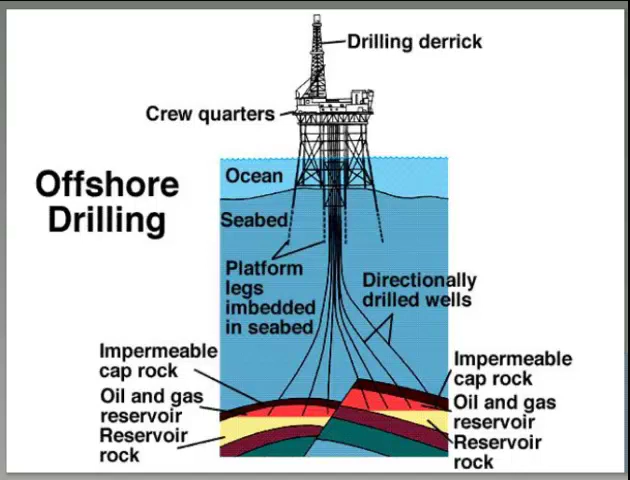 Drilling derrick
Crew quarters
Offshore
Drilling
Ocean
Seabed
Platform
legs
imbedded
in seabed
Directionally
drilled wells
Impermeable
cap rock
Oil and gas
reservoir
Reservoir
rock
Impermeable
cap rock
Oil and gas
reservoir
Reservoir
rock